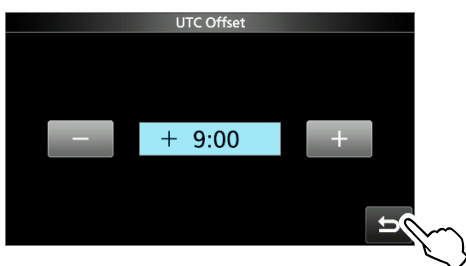 UTC Offset
− + 9:00 +